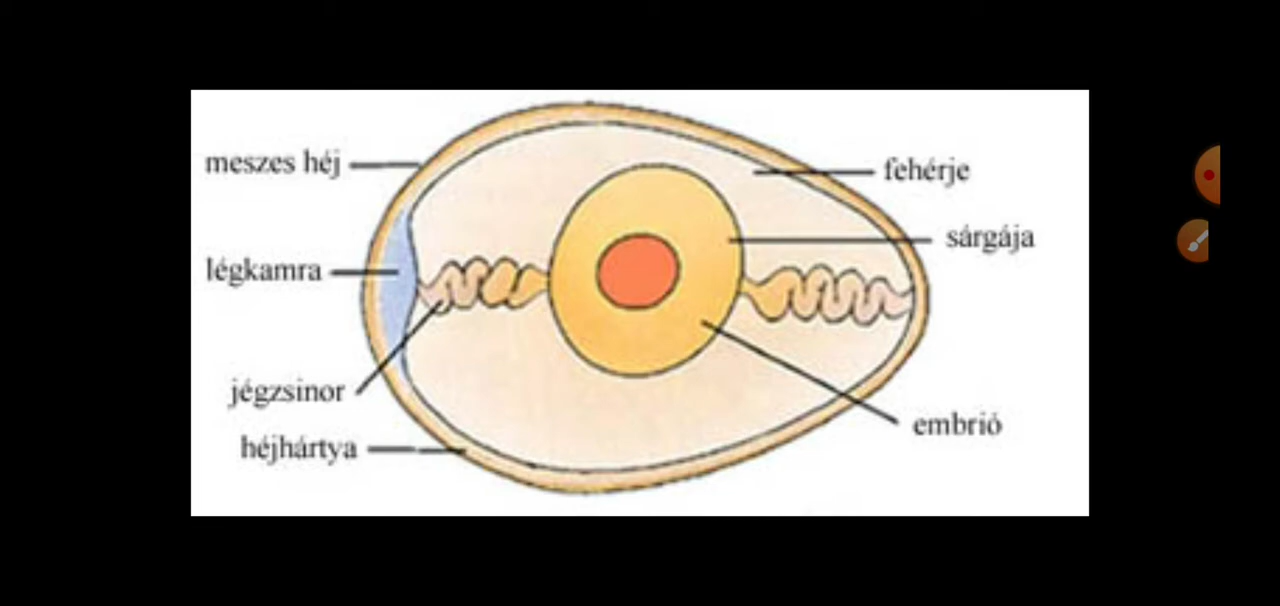 meszes héj
fehérje
sárgája
légkamra
jégzsinor
embrió
héjhártya